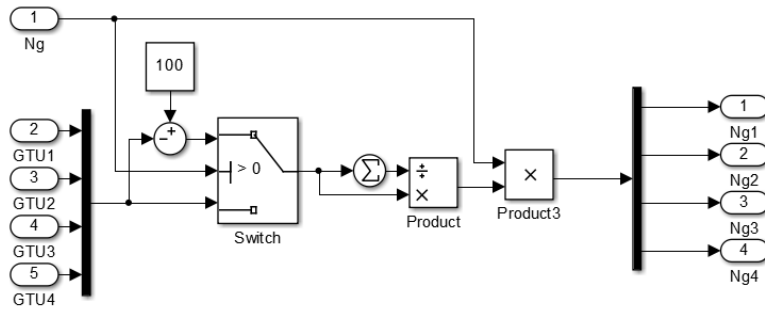 1
Ng
100
2
GTU1
3
GTU2
4
GTU3
5
GTU4
− +
> 0
Switch
Σ
÷
×
Product
×
Product3
1
Ng1
2
Ng2
3
Ng3
4
Ng4